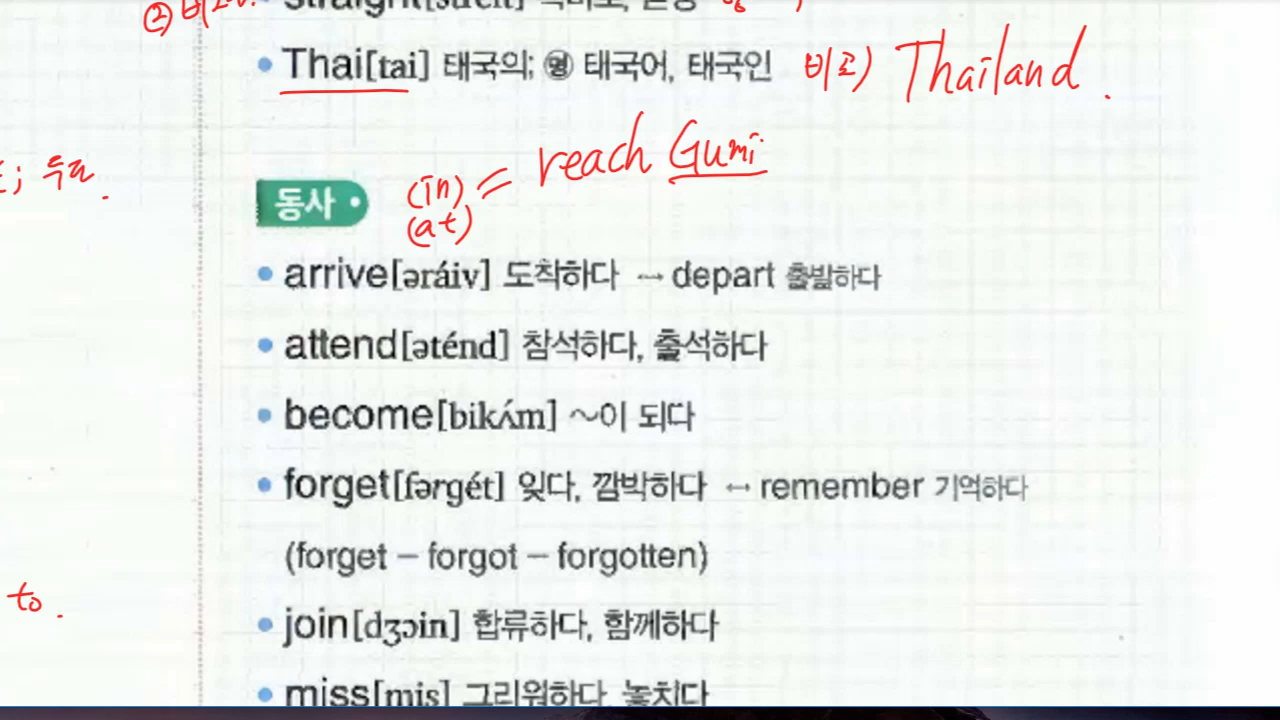 Thai[tai] 태국의; ㊔ 태국어, 태국인 비교) Thailand.
(in) = reach Gumi
(at)
동사
arrive[əráiv] 도착하다 ↔ depart 출발하다
attend[əténd] 참석하다, 출석하다
become[bikʌ́m] ～이 되다
forget[fərgét] 잊다, 깜박하다 ↔ remember 기억하다
(forget – forgot – forgotten)
to.
join[dʒɔin] 합류하다, 함께하다
miss[mis] 그리워하다, 놓치다